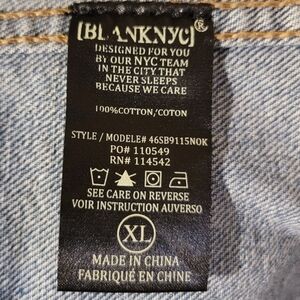 [BLANKNYC]®
DESIGNED FOR YOU
BY OUR NYC TEAM
IN THE CITY THAT
NEVER SLEEPS
BECAUSE WE CARE
100%COTTON/COTON
STYLE / MODELE# 46SB9115NOK
PO# 110549
RN# 114542
SEE CARE ON REVERSE
VOIR INSTRUCTION AUVERSO
XL
MADE IN CHINA
FABRIQUÉ EN CHINE